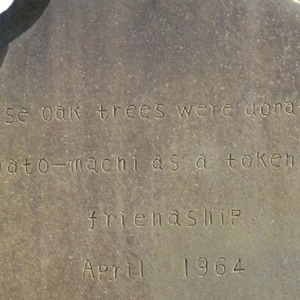 se oak trees were dona
ato-machi as a token
friendship
April 1964